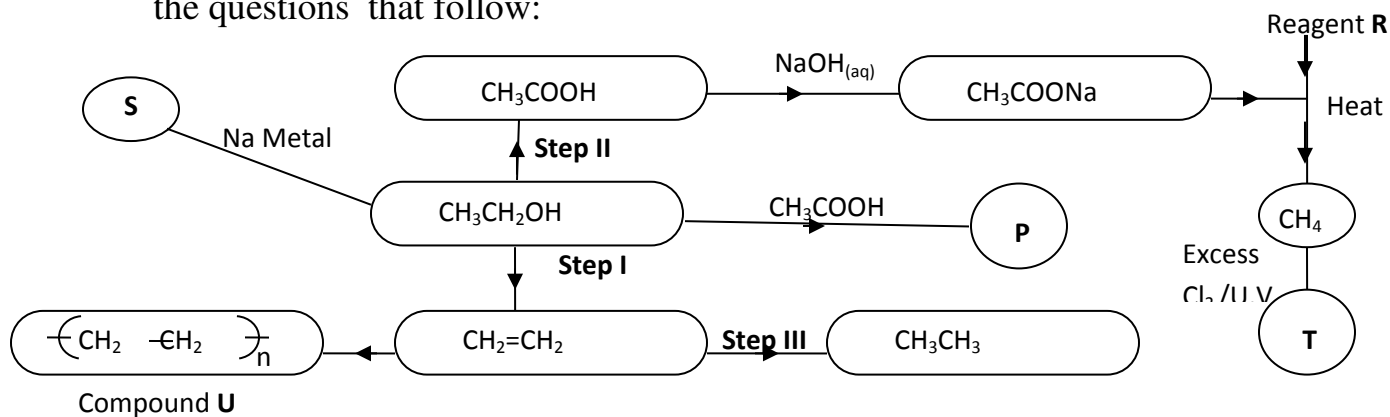 the questions that follow:
Reagent R
NaOH(aq)
CH3COOH
CH3COONa
S
Heat
Na Metal
Step II
CH3CH2OH
CH3COOH
P
CH4
Step I
Excess
CH2 CH2 n
CH2=CH2
Step III
CH3CH3
T
Compound U